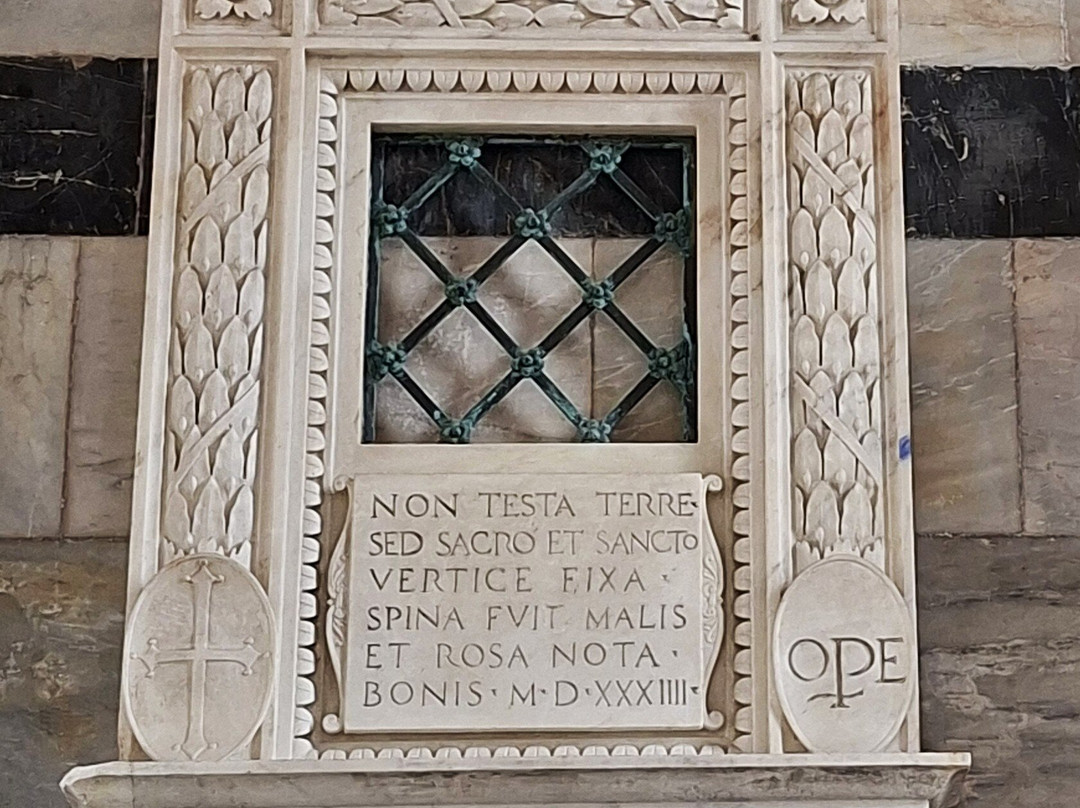 NON TESTA TERRE·
SED SACRO ET SANCTO
VERTICE FIXA ·
SPINA FVIT MALIS
ET ROSA NOTA ·
BONIS · M · D · XXXIIII ·
OPE